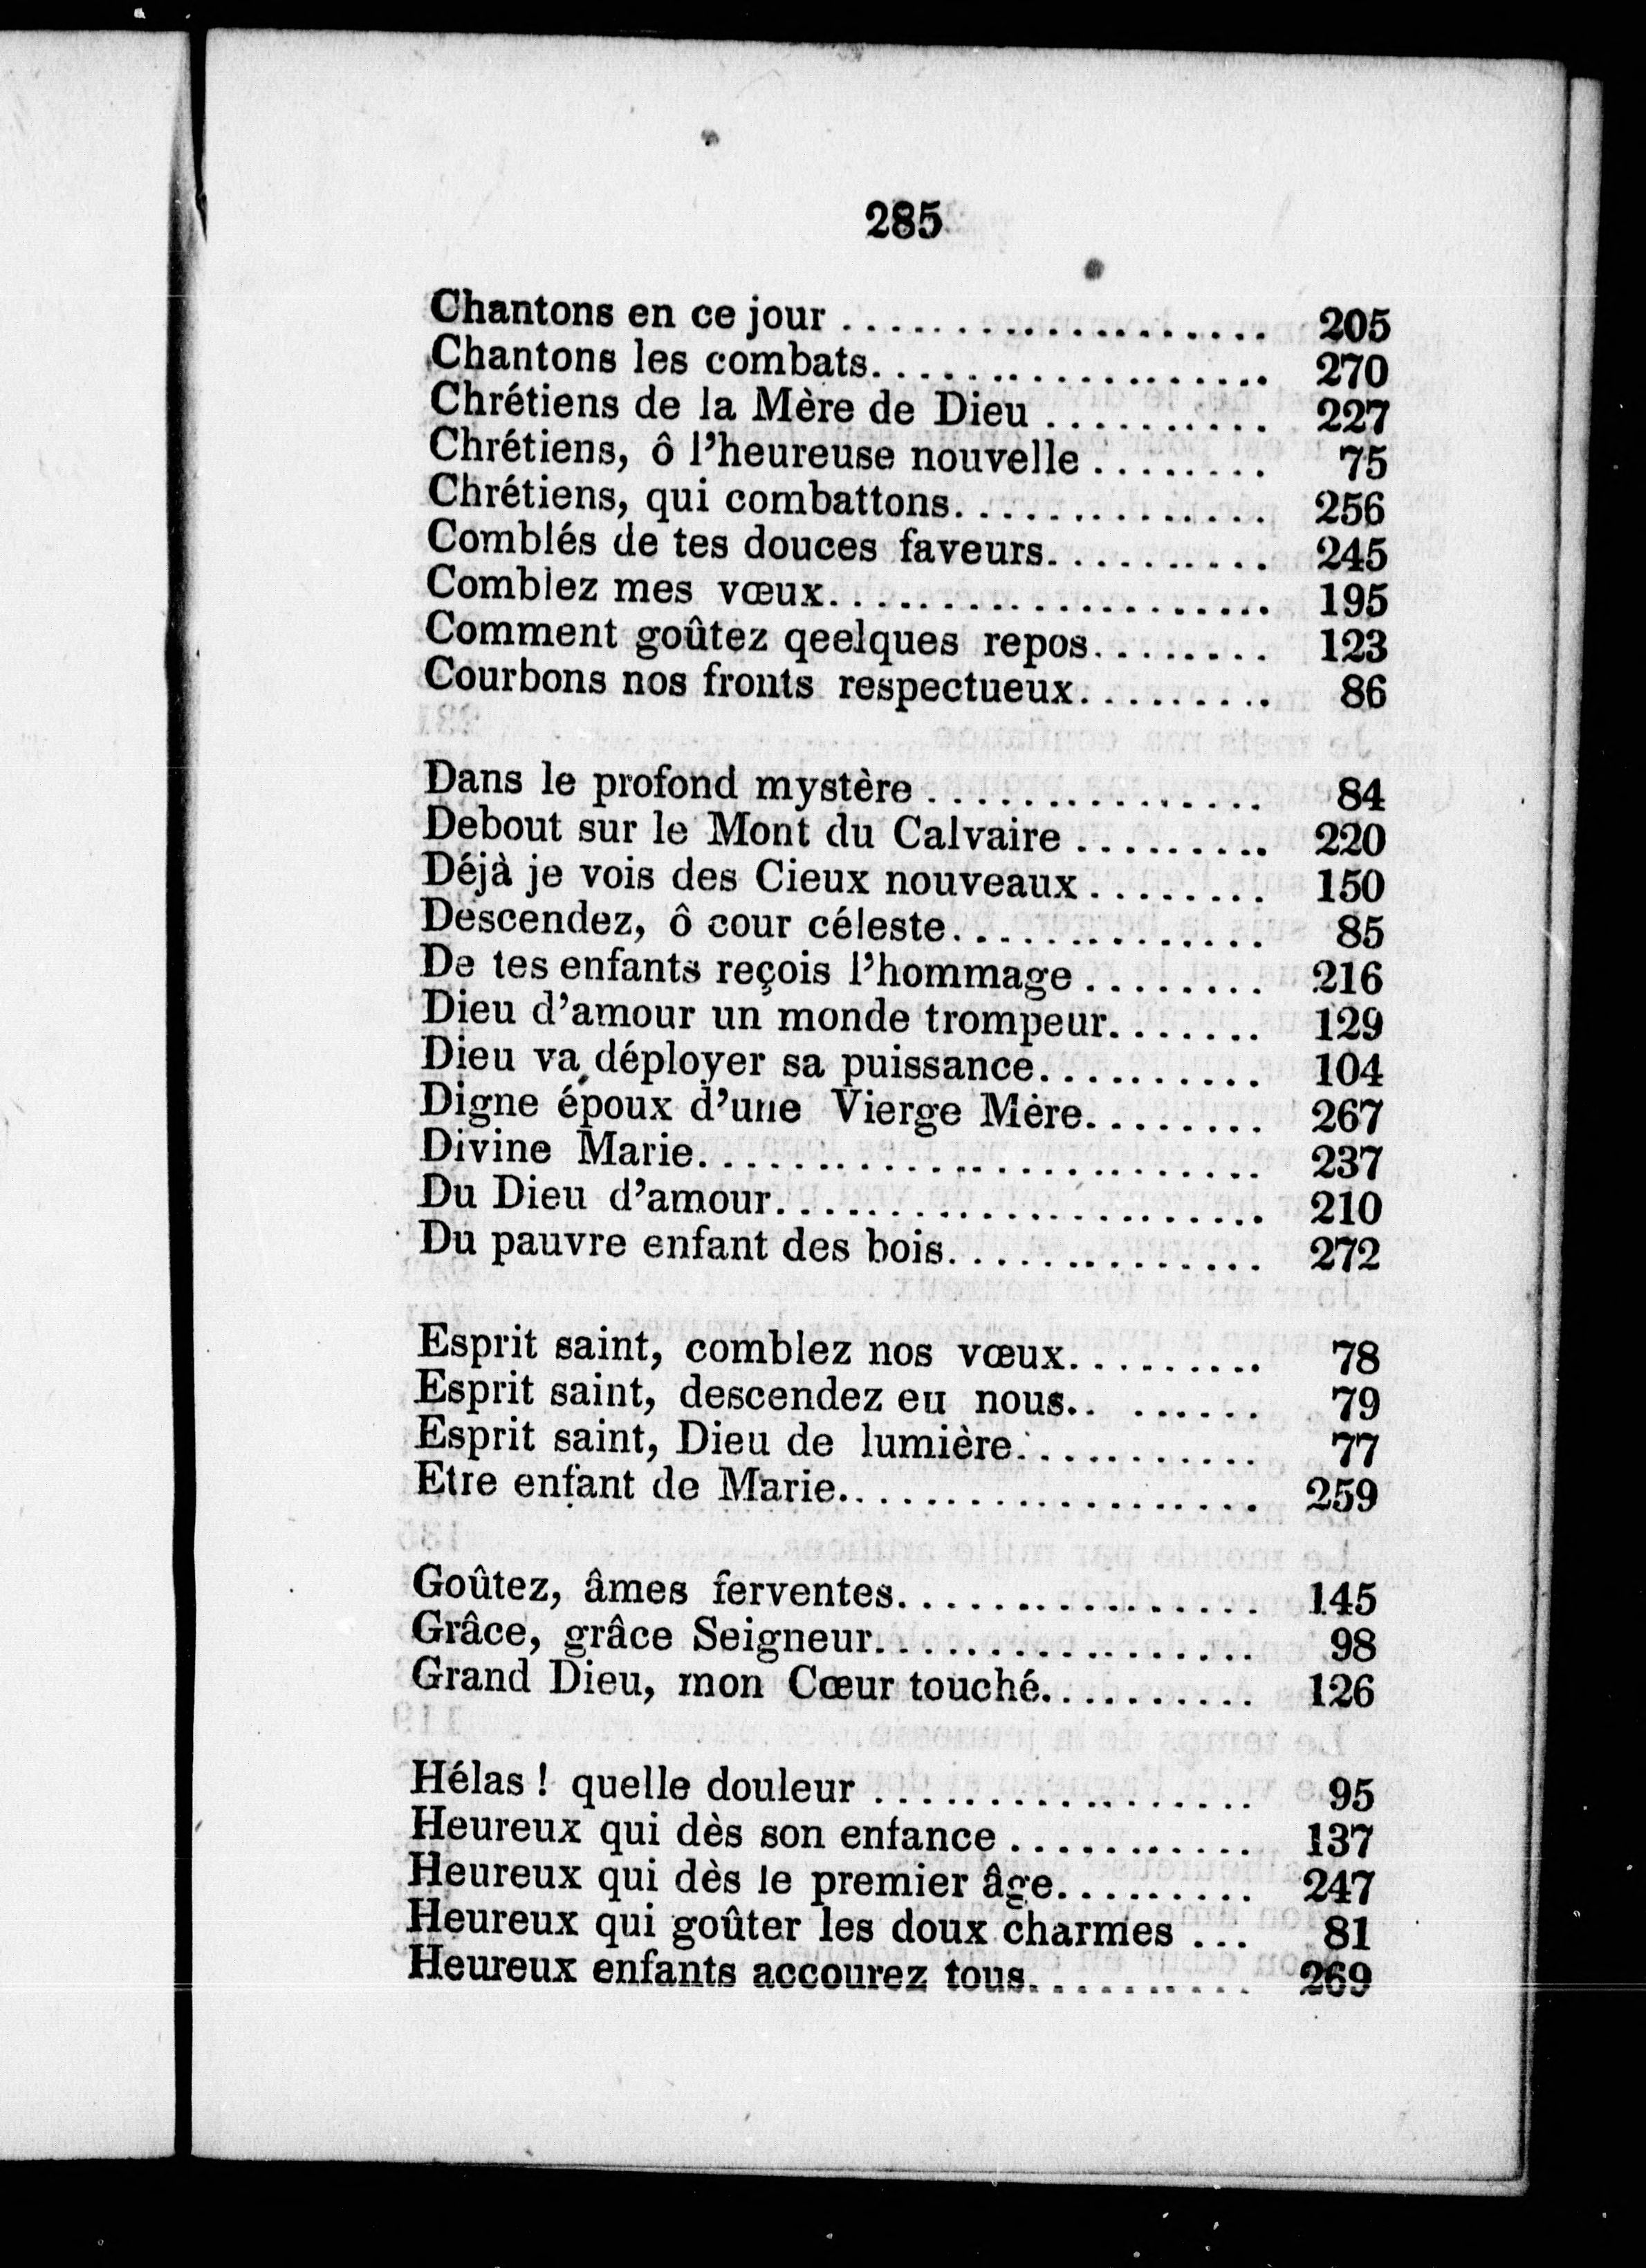 285
Chantons en ce jour .................... 205
Chantons les combats.................... 270
Chrétiens de la Mère de Dieu ........... 227
Chrétiens, ô l'heureuse nouvelle ........ 75
Chrétiens, qui combattons............... 256
Comblés de tes douces faveurs........... 245
Comblez mes vœux..................... 195
Comment goûtez qeelques repos......... 123
Courbons nos fronts respectueux......... 86
Dans le profond mystère ............... 84
Debout sur le Mont du Calvaire ......... 220
Déjà je vois des Cieux nouveaux ........ 150
Descendez, ô cour céleste............... 85
De tes enfants reçois l'hommage ........ 216
Dieu d'amour un monde trompeur........ 129
Dieu va déployer sa puissance........... 104
Digne époux d'une Vierge Mère......... 267
Divine Marie........................... 237
Du Dieu d'amour....................... 210
Du pauvre enfant des bois............... 272
Esprit saint, comblez nos vœux.......... 78
Esprit saint, descendez eu nous.. ....... 79
Esprit saint, Dieu de lumière............ 77
Etre enfant de Marie.................... 259
Goûtez, âmes ferventes................. 145
Grâce, grâce Seigneur.................. 98
Grand Dieu, mon Cœur touché........... 126
Hélas ! quelle douleur .................. 95
Heureux qui dès son enfance ............ 137
Heureux qui dès le premier âge.......... 247
Heureux qui goûter les doux charmes ... 81
Heureux enfants accourez tous........... 269